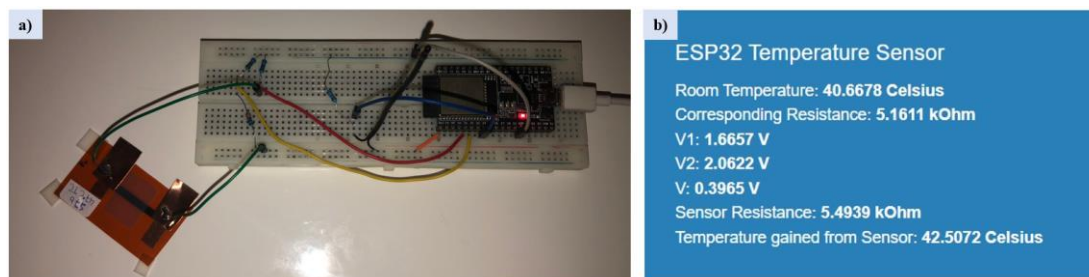 a)
b)
ESP32 Temperature Sensor
Room Temperature: 40.6678 Celsius
Corresponding Resistance: 5.1611 kOhm
V1: 1.6657 V
V2: 2.0622 V
V: 0.3965 V
Sensor Resistance: 5.4939 kOhm
Temperature gained from Sensor: 42.5072 Celsius